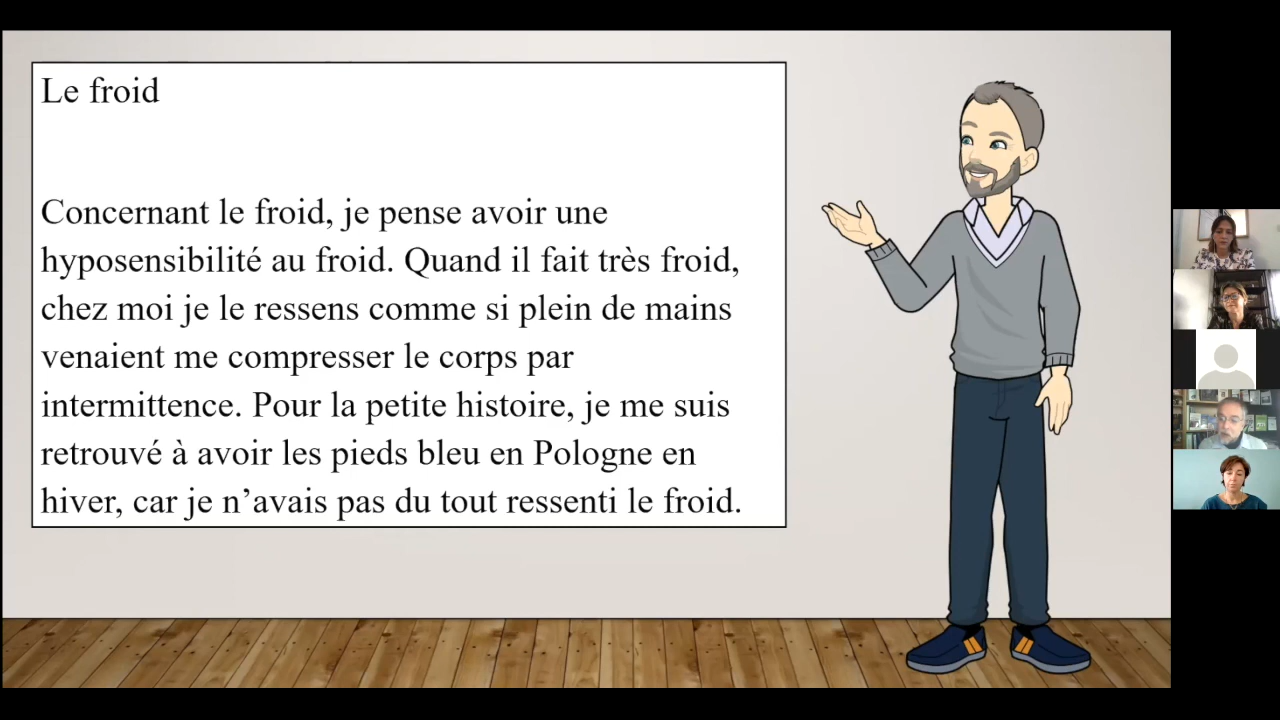 Le froid
Concernant le froid, je pense avoir une
hyposensibilité au froid. Quand il fait très froid,
chez moi je le ressens comme si plein de mains
venaient me compresser le corps par
intermittence. Pour la petite histoire, je me suis
retrouvé à avoir les pieds bleu en Pologne en
hiver, car je n’avais pas du tout ressenti le froid.